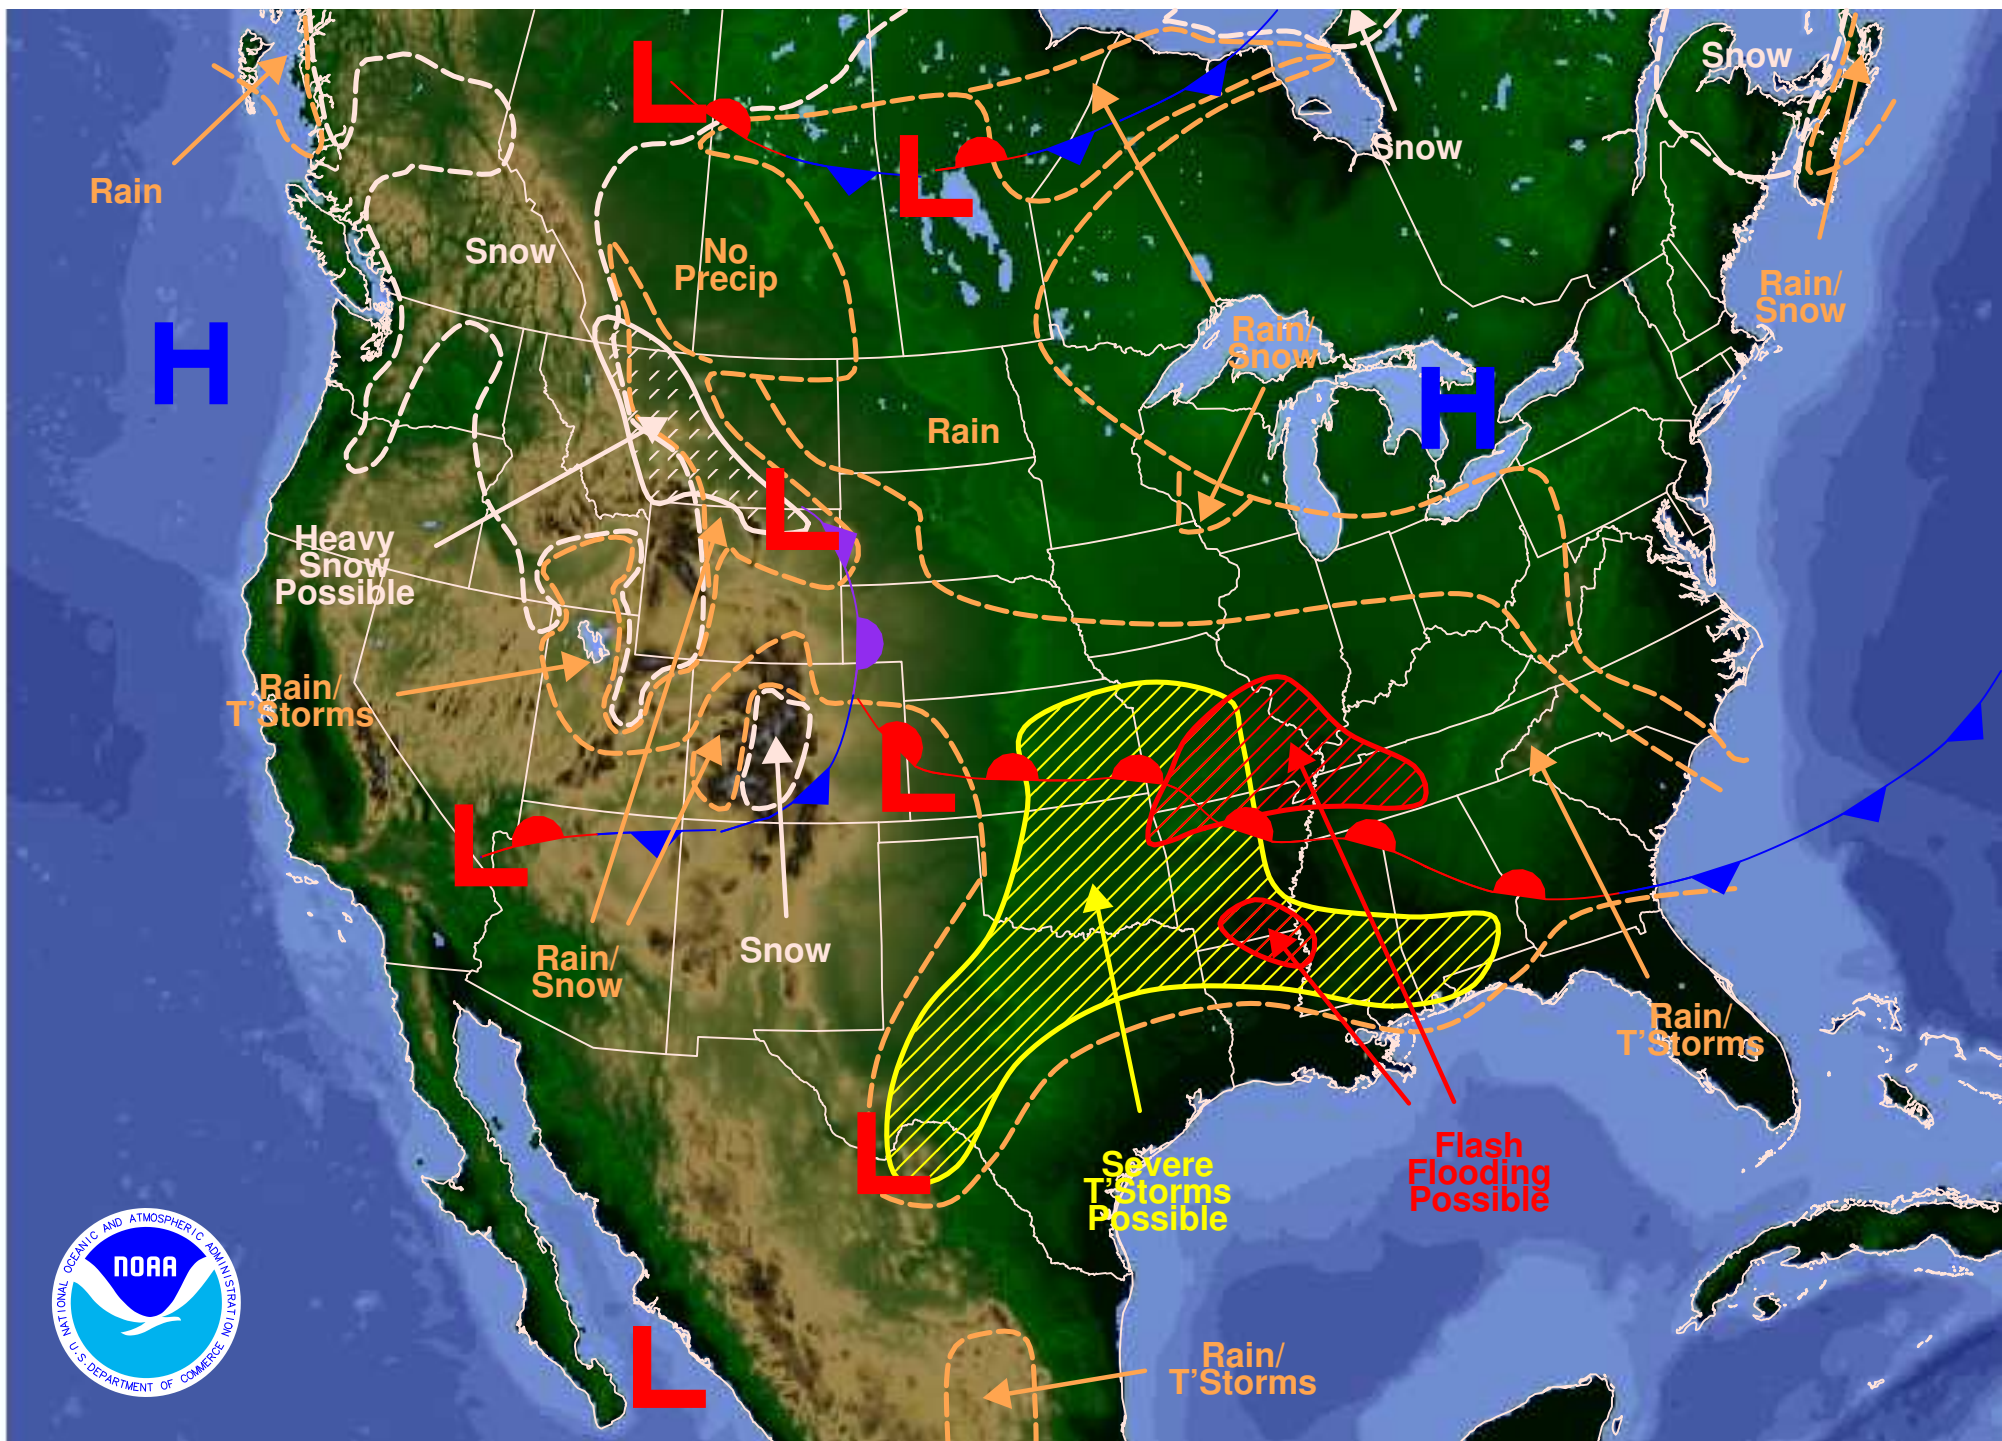 Snow
Rain
Snow
Snow
No
Precip
Rain/
Snow
Rain/
Snow
H
H
L
L
Rain
Heavy
Snow
Possible
L
Rain/
T'Storms
L
L
Rain/
Snow
Snow
Rain/
T'Storms
L
Severe
T'Storms
Possible
Flash
Flooding
Possible
L
Rain/
T'Storms
NATIONAL OCEANIC AND ATMOSPHERIC ADMINISTRATION
NOAA
U.S. DEPARTMENT OF COMMERCE